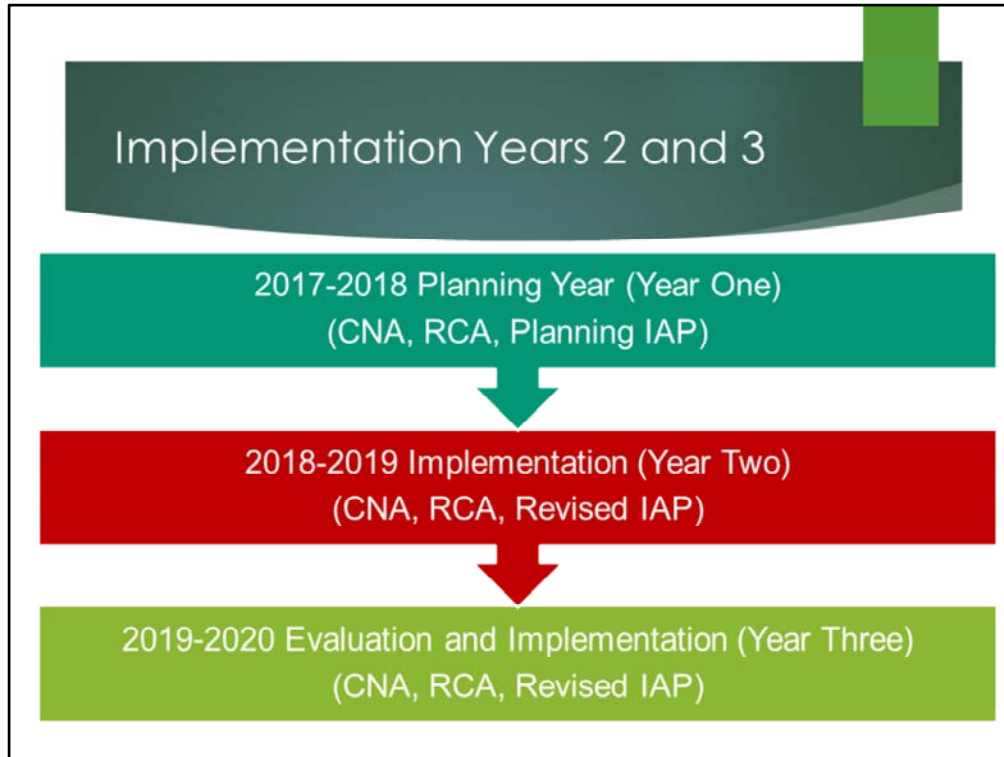 Implementation Years 2 and 3
2017-2018 Planning Year (Year One)
(CNA, RCA, Planning IAP)
2018-2019 Implementation (Year Two)
(CNA, RCA, Revised IAP)
2019-2020 Evaluation and Implementation (Year Three)
(CNA, RCA, Revised IAP)